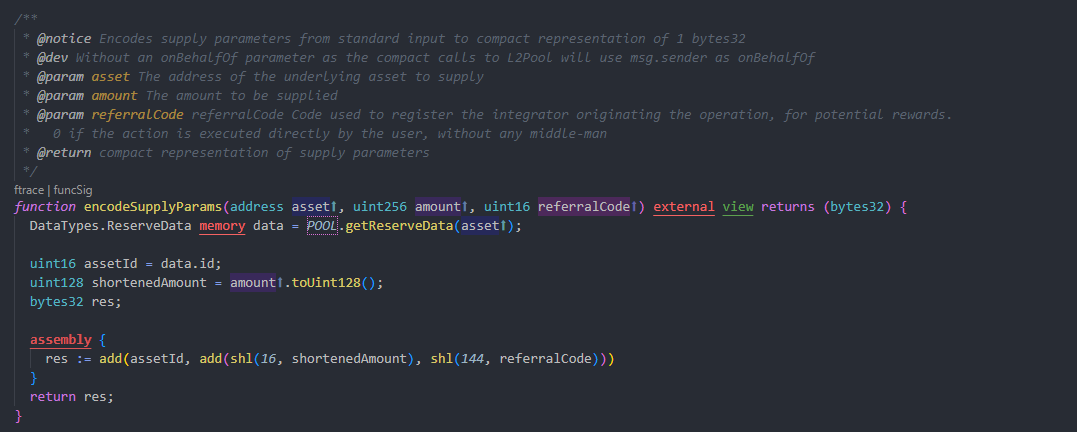 /**
* @notice Encodes supply parameters from standard input to compact representation of 1 bytes32
* @dev Without an onBehalfOf parameter as the compact calls to L2Pool will use msg.sender as onBehalfOf
* @param asset The address of the underlying asset to supply
* @param amount The amount to be supplied
* @param referralCode referralCode Code used to register the integrator originating the operation, for potential rewards.
*   0 if the action is executed directly by the user, without any middle-man
* @return compact representation of supply parameters
*/
ftrace | funcSig
function encodeSupplyParams(address asset↑, uint256 amount↑, uint16 referralCode↑) external view returns (bytes32) {
  DataTypes.ReserveData memory data = POOL.getReserveData(asset↑);

  uint16 assetId = data.id;
  uint128 shortenedAmount = amount↑.toUint128();
  bytes32 res;

  assembly {
    res := add(assetId, add(shl(16, shortenedAmount), shl(144, referralCode)))
  }
  return res;
}